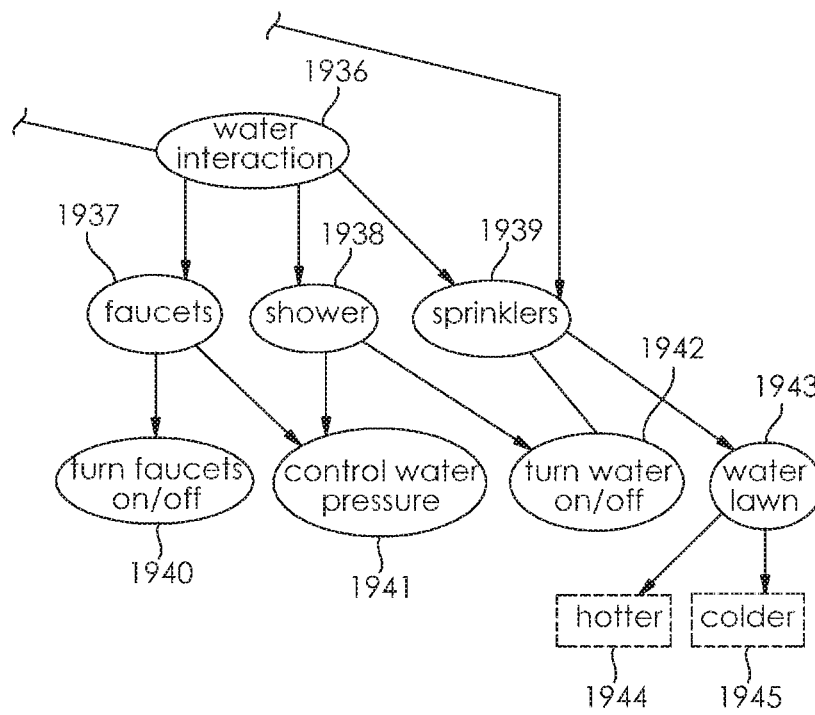 1936
water
interaction
1937
1938
1939
faucets
shower
sprinklers
1942
1943
turn faucets
on/off
control water
pressure
turn water
on/off
water
lawn
1940
1941
hotter
colder
1944
1945